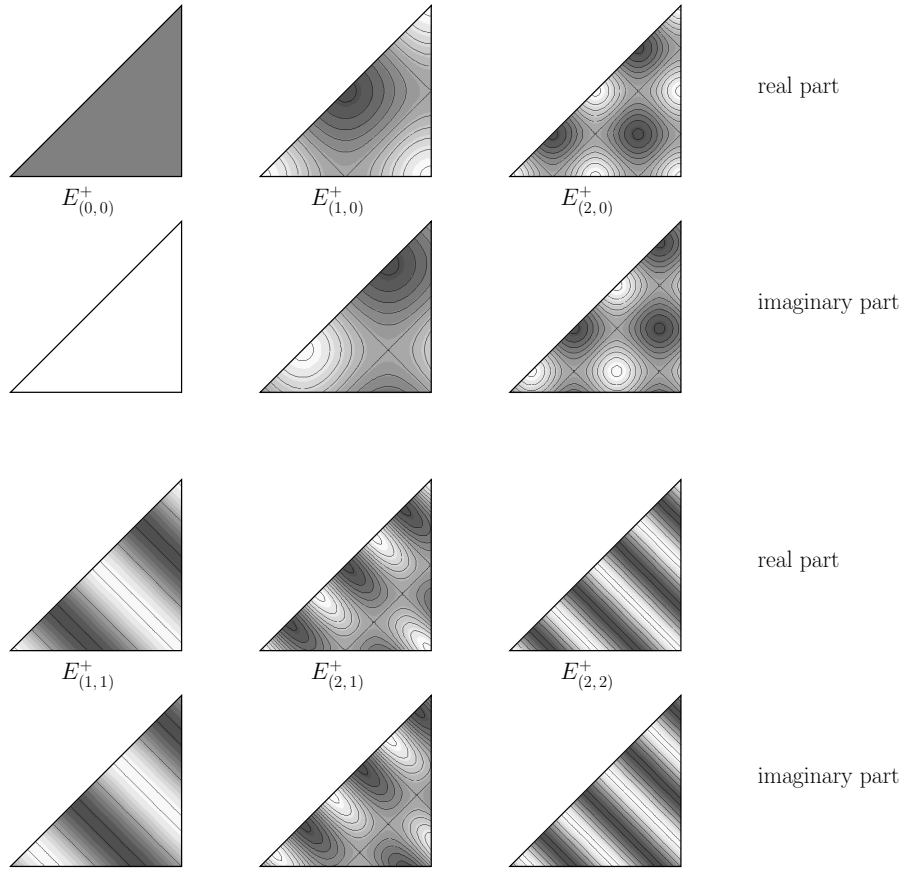 real part
E⁺₍₀,₀₎ E⁺₍₁,₀₎ E⁺₍₂,₀₎
imaginary part
real part
E⁺₍₁,₁₎ E⁺₍₂,₁₎ E⁺₍₂,₂₎
imaginary part